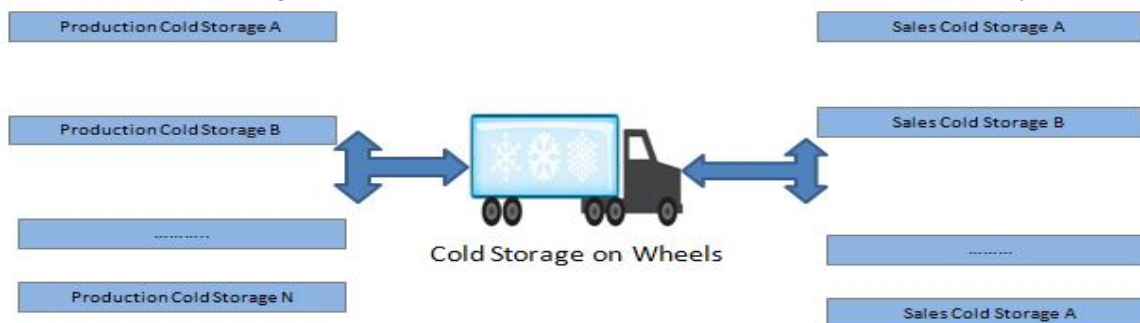 Production Cold Storage A
Production Cold Storage B
............
Production Cold Storage N
Cold Storage on Wheels
Sales Cold Storage A
Sales Cold Storage B
.........
Sales Cold Storage A